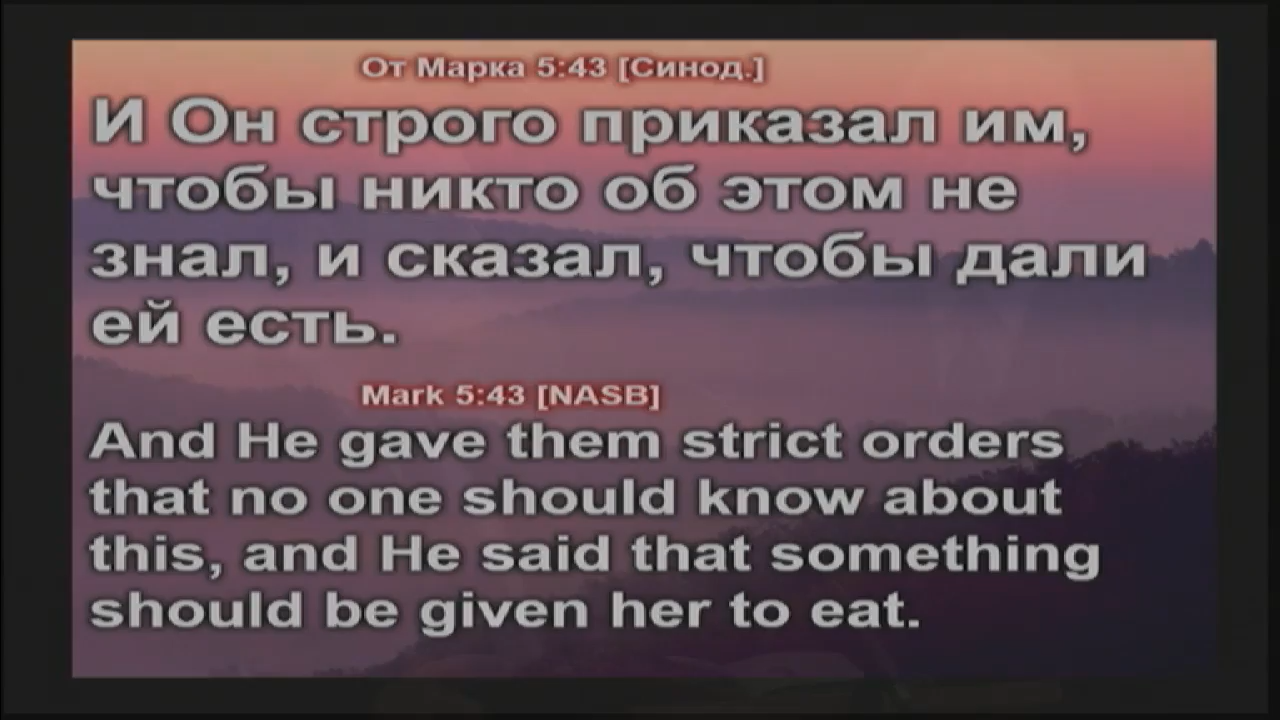 От Марка 5:43 [Синод.]
И Он строго приказал им,
чтобы никто об этом не
знал, и сказал, чтобы дали
ей есть.
Mark 5:43 [NASB]
And He gave them strict orders
that no one should know about
this, and He said that something
should be given her to eat.